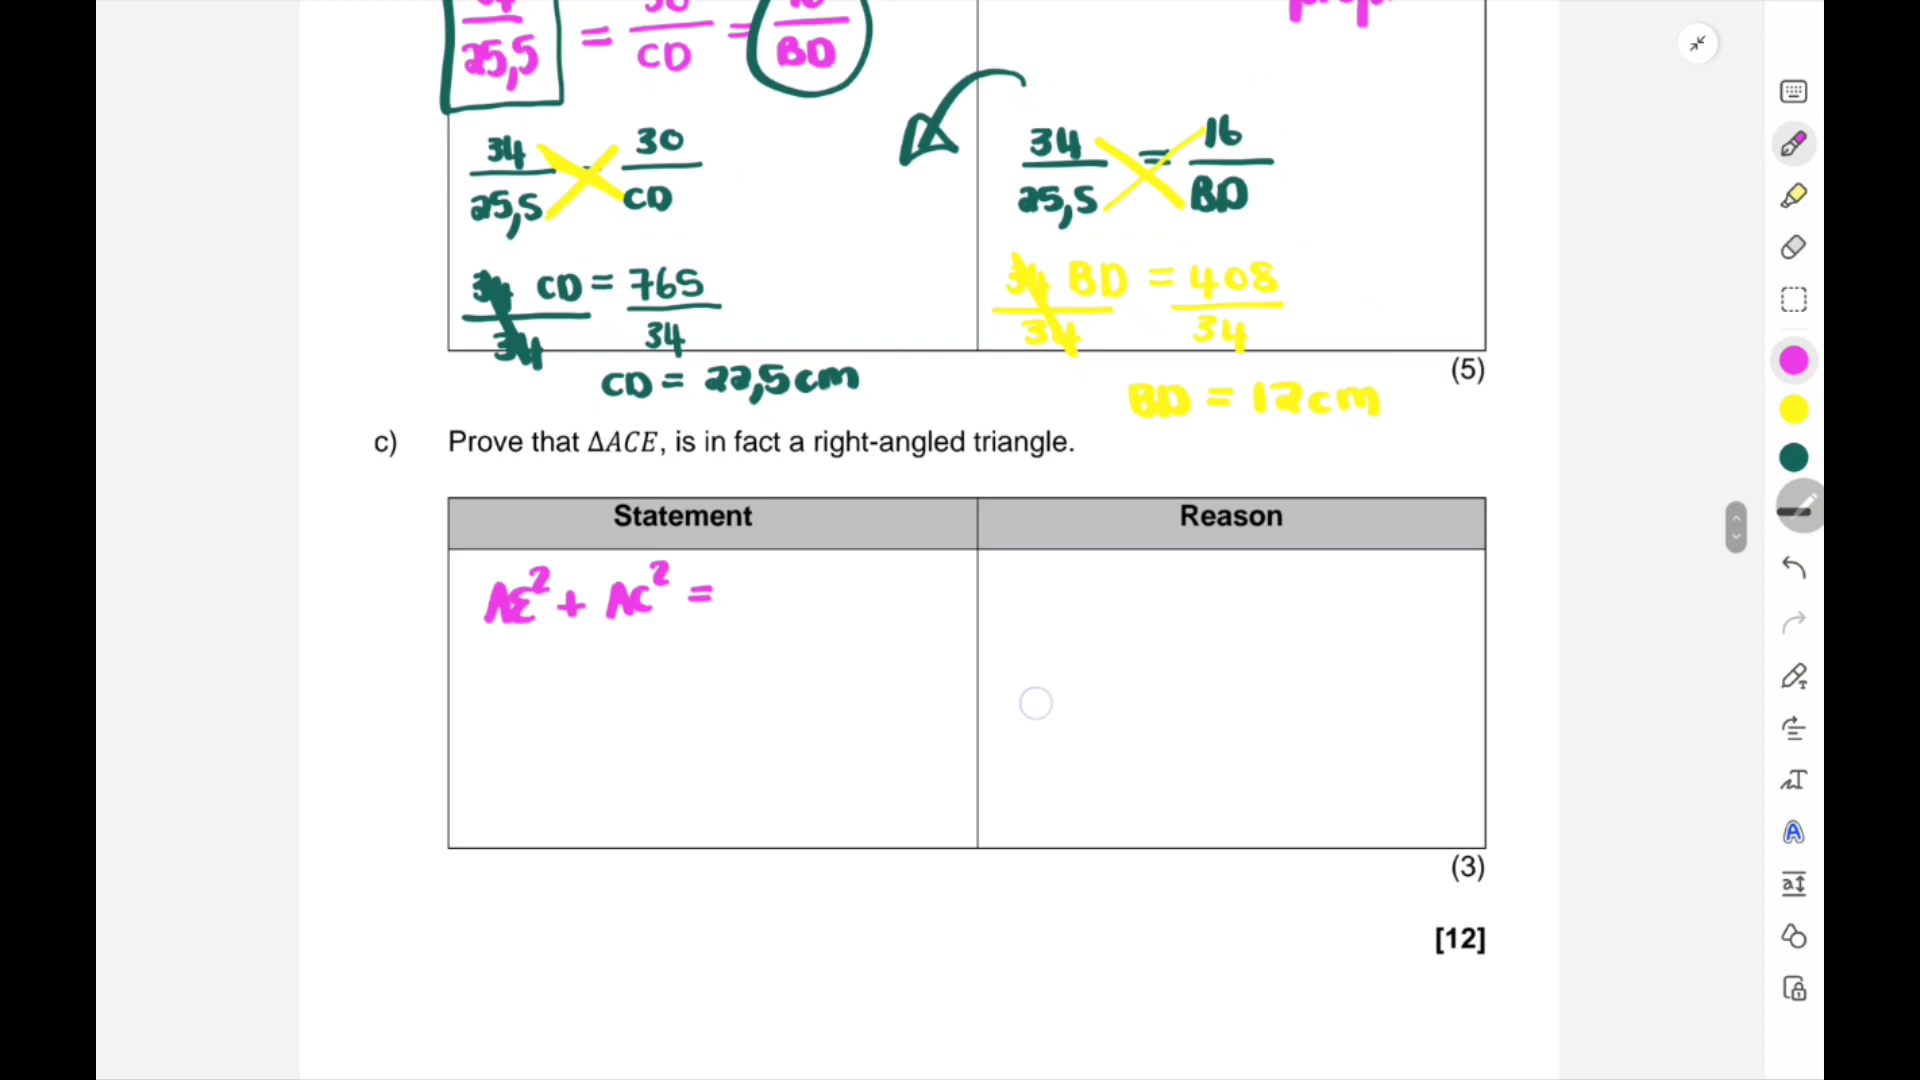 25,5 = CD = BD
34 30
25,5 CD
34 = 16
25,5 BD
34 CD = 765
34 34
34 BD = 408
34 34
(5)
CD = 22,5cm
BD = 12cm
c) Prove that ΔACE, is in fact a right-angled triangle.
Statement Reason
AE² + AC² =
(3)
[12]